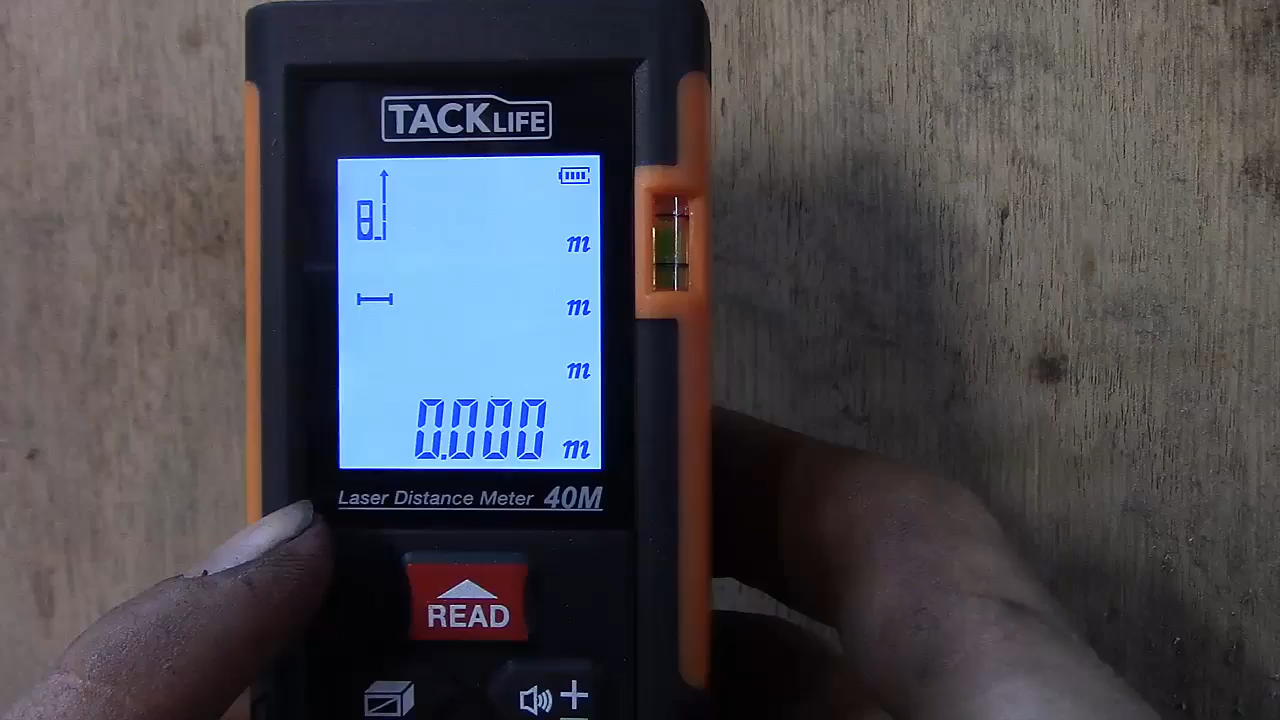 TACKLIFE
m
m
m
0.000 m
Laser Distance Meter 40M
READ